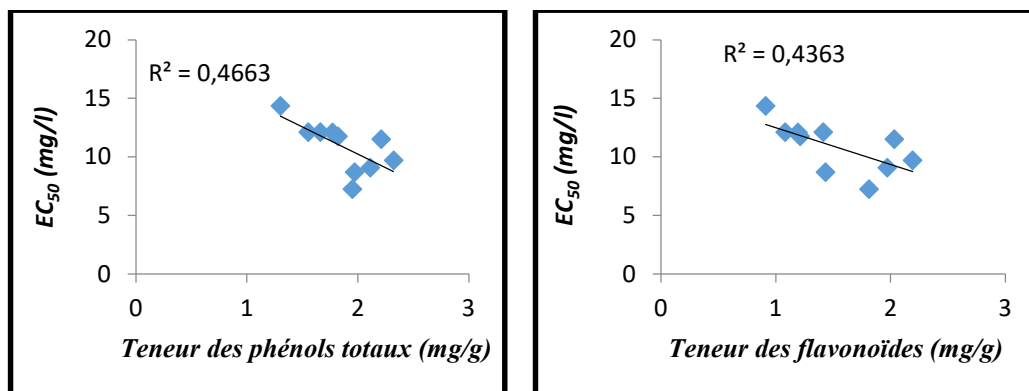 20
15
10
5
0
EC50 (mg/l)
R² = 0,4663
0 1 2 3
Teneur des phénols totaux (mg/g)
20
15
10
5
0
EC50 (mg/l)
R² = 0,4363
0 1 2 3
Teneur des flavonoïdes (mg/g)